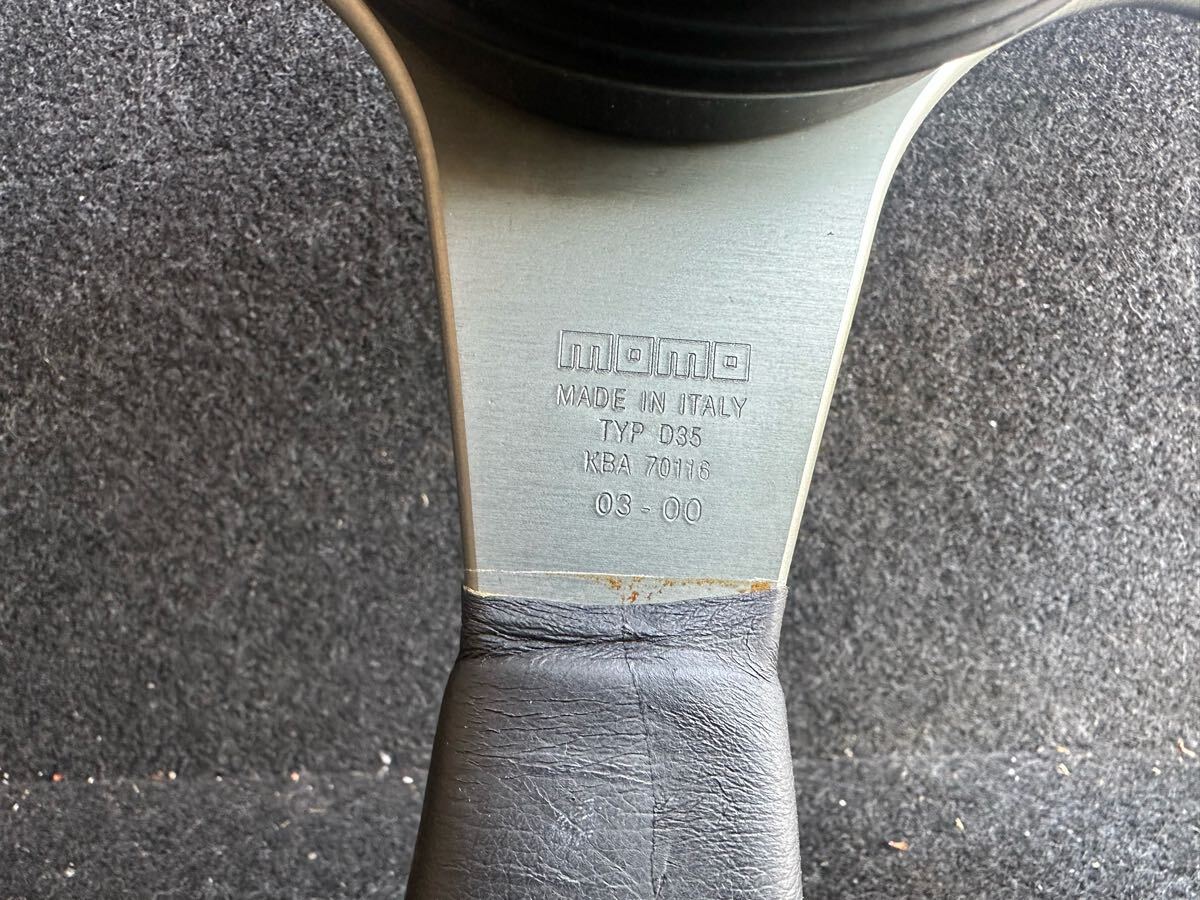 momo
MADE IN ITALY
TYP D35
KBA 70116
03-00